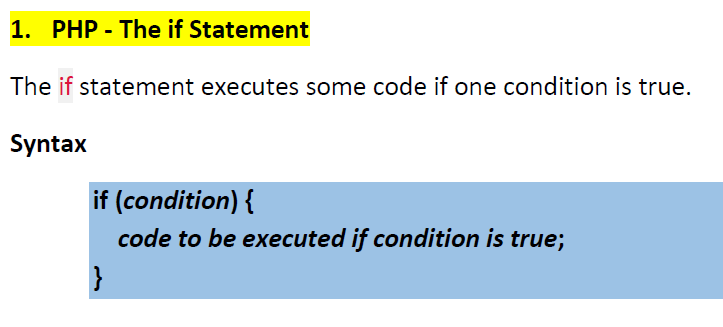 1. PHP - The if Statement
The if statement executes some code if one condition is true.
Syntax
if (condition) {
code to be executed if condition is true;
}